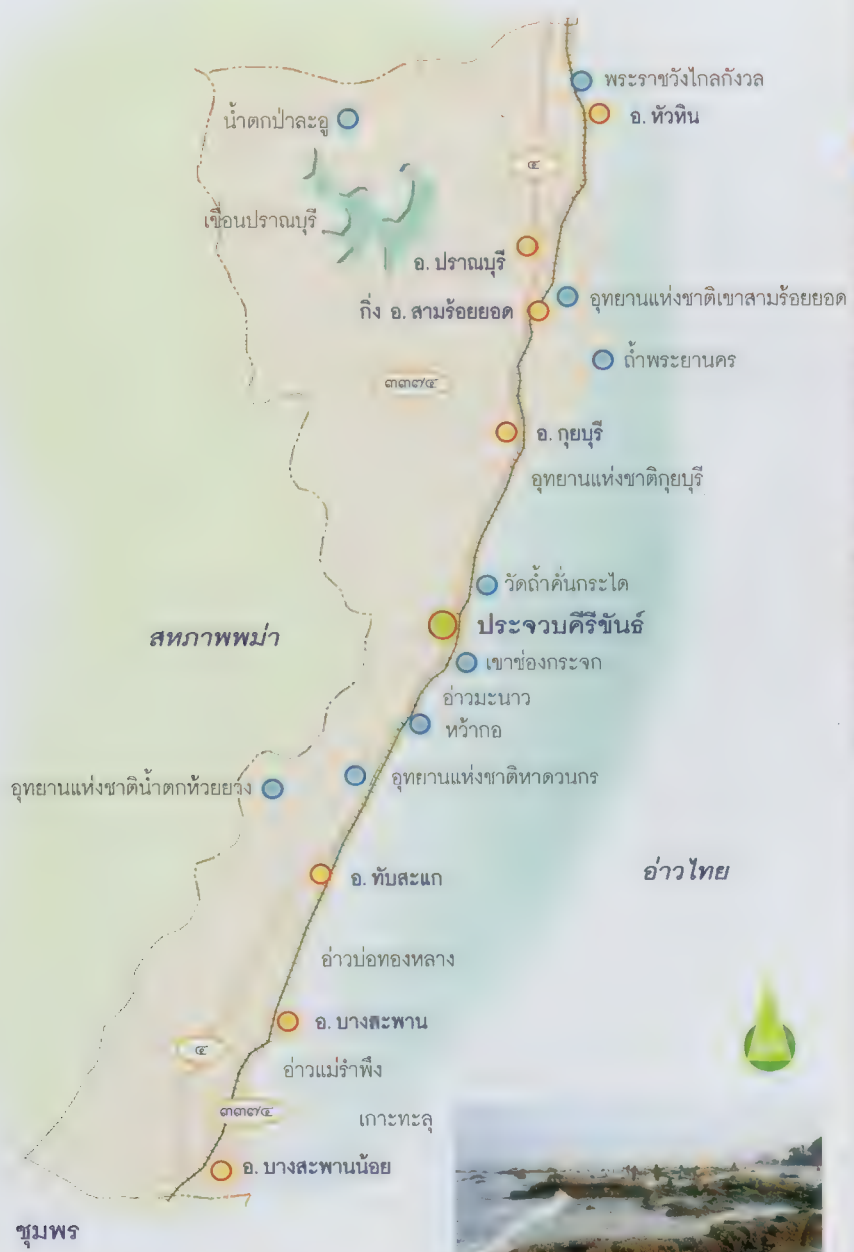 พระราชวังไกลกังวล
น้ำตกป่าละอู
อ. หัวหิน
๔
เขื่อนปราณบุรี
อ. ปราณบุรี
อุทยานแห่งชาติเขาสามร้อยยอด
กิ่ง อ. สามร้อยยอด
ถ้ำพระยานคร
๓๓๗๔
อ. กุยบุรี
อุทยานแห่งชาติกุยบุรี
วัดถ้ำคั่นกระได
ประจวบคีรีขันธ์
สหภาพพม่า
เขาช่องกระจก
อ่าวมะนาว
หว้ากอ
อุทยานแห่งชาติหาดวนกร
อุทยานแห่งชาติน้ำตกห้วยยาง
อ่าวไทย
อ. ทับสะแก
อ่าวบ่อทองหลาง
อ. บางสะพาน
๔
อ่าวแม่รำพึง
๓๓๗๔
เกาะทะลุ
อ. บางสะพานน้อย
ชุมพร